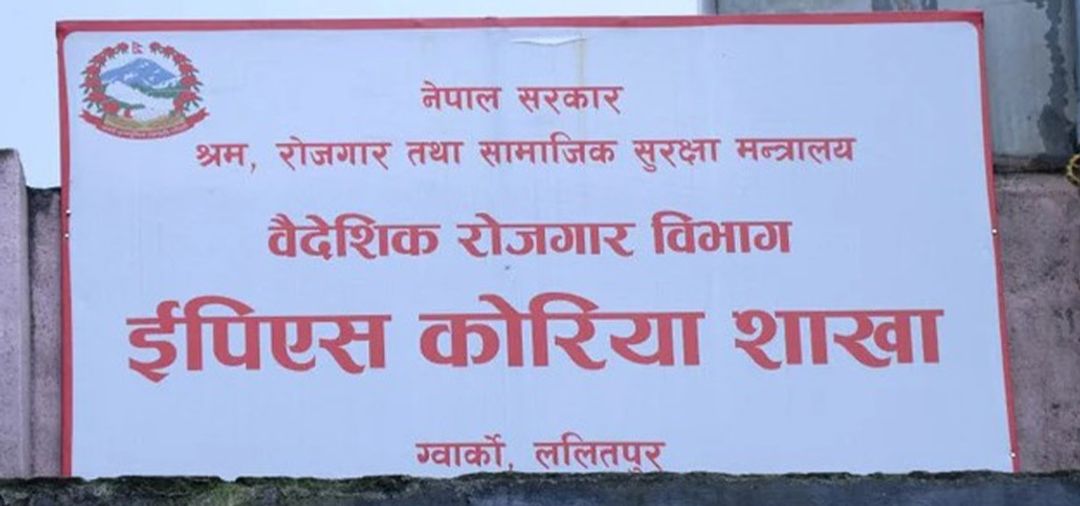 नेपाल सरकार
श्रम, रोजगार तथा सामाजिक सुरक्षा मन्त्रालय
वैदेशिक रोजगार विभाग
ईपिएस कोरिया शाखा
ग्वार्को, ललितपुर